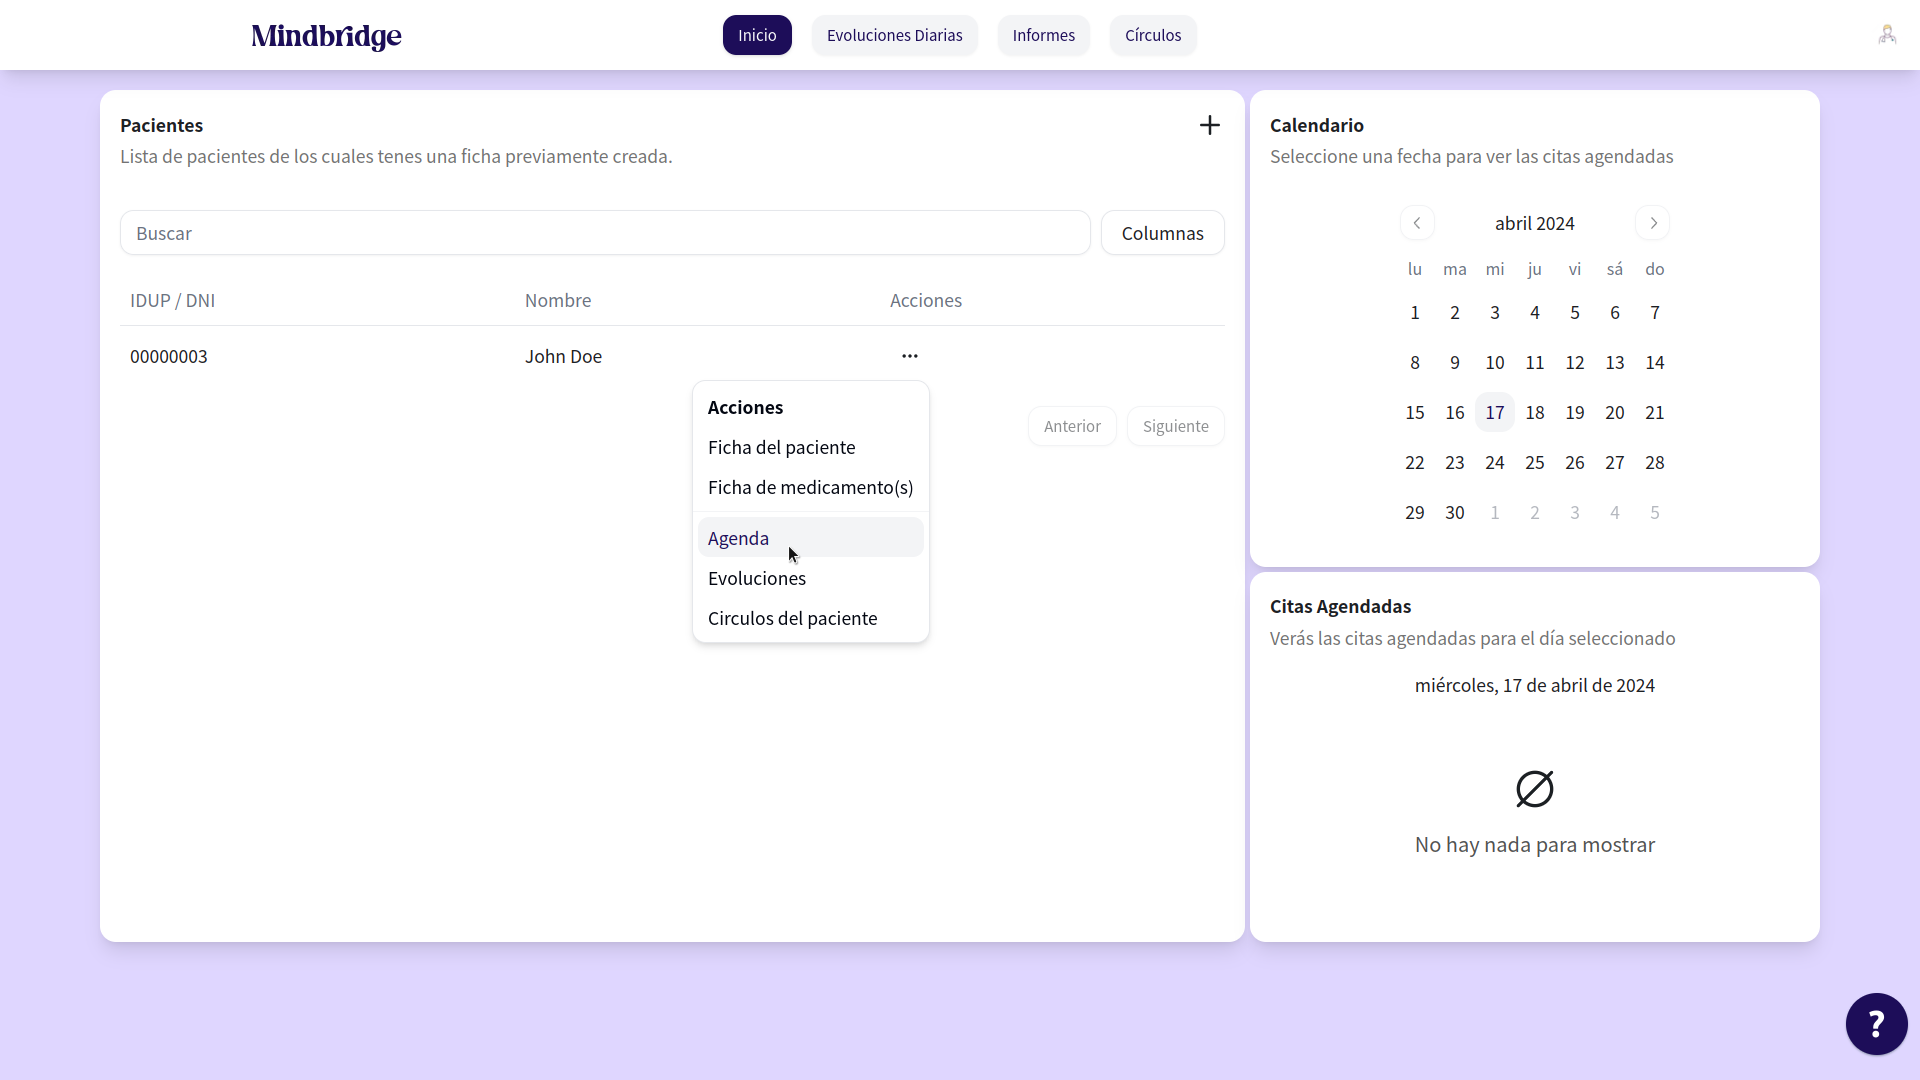 Mindbridge
Inicio
Evoluciones Diarias
Informes
Círculos
Pacientes
Lista de pacientes de los cuales tenes una ficha previamente creada.
Buscar
Columnas
IDUP / DNI Nombre Acciones
00000003 John Doe ...
Acciones
Ficha del paciente
Ficha de medicamento(s)
Agenda
Evoluciones
Circulos del paciente
Anterior
Siguiente
Calendario
Seleccione una fecha para ver las citas agendadas
abril 2024
lu ma mi ju vi sá do
1 2 3 4 5 6 7
8 9 10 11 12 13 14
15 16 17 18 19 20 21
22 23 24 25 26 27 28
29 30 1 2 3 4 5
Citas Agendadas
Verás las citas agendadas para el día seleccionado
miércoles, 17 de abril de 2024
No hay nada para mostrar
?